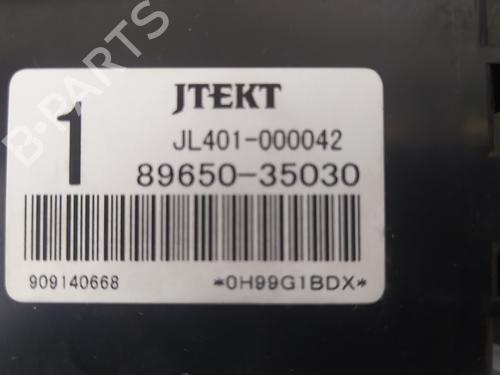 B-PARTS
JTEKT
1
JL401-000042
89650-35030
909140668
*0H99G1BDX*